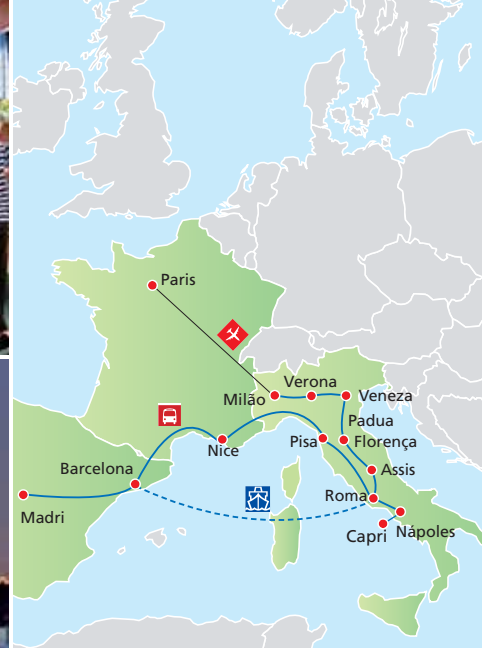 Paris
Verona
Milão
Veneza
Padua
Nice
Pisa
Florença
Barcelona
Assis
Roma
Madri
Capri
Nápoles